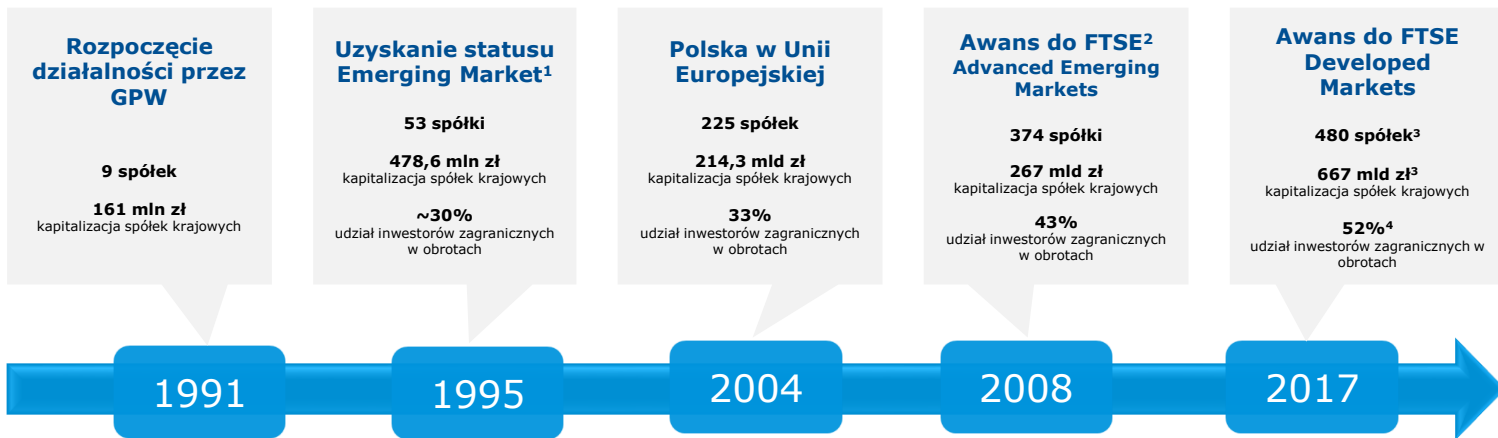 Rozpoczęcie
działalności przez
GPW
9 spółek
161 mln zł
kapitalizacja spółek krajowych
Uzyskanie statusu
Emerging Market¹
53 spółki
478,6 mln zł
kapitalizacja spółek krajowych
~30%
udział inwestorów zagranicznych
w obrotach
Polska w Unii
Europejskiej
225 spółek
214,3 mld zł
kapitalizacja spółek krajowych
33%
udział inwestorów zagranicznych
w obrotach
Awans do FTSE²
Advanced Emerging
Markets
374 spółki
267 mld zł
kapitalizacja spółek krajowych
43%
udział inwestorów zagranicznych
w obrotach
Awans do FTSE
Developed
Markets
480 spółek³
667 mld zł³
kapitalizacja spółek krajowych
52%⁴
udział inwestorów zagranicznych w
obrotach
1991
1995
2004
2008
2017